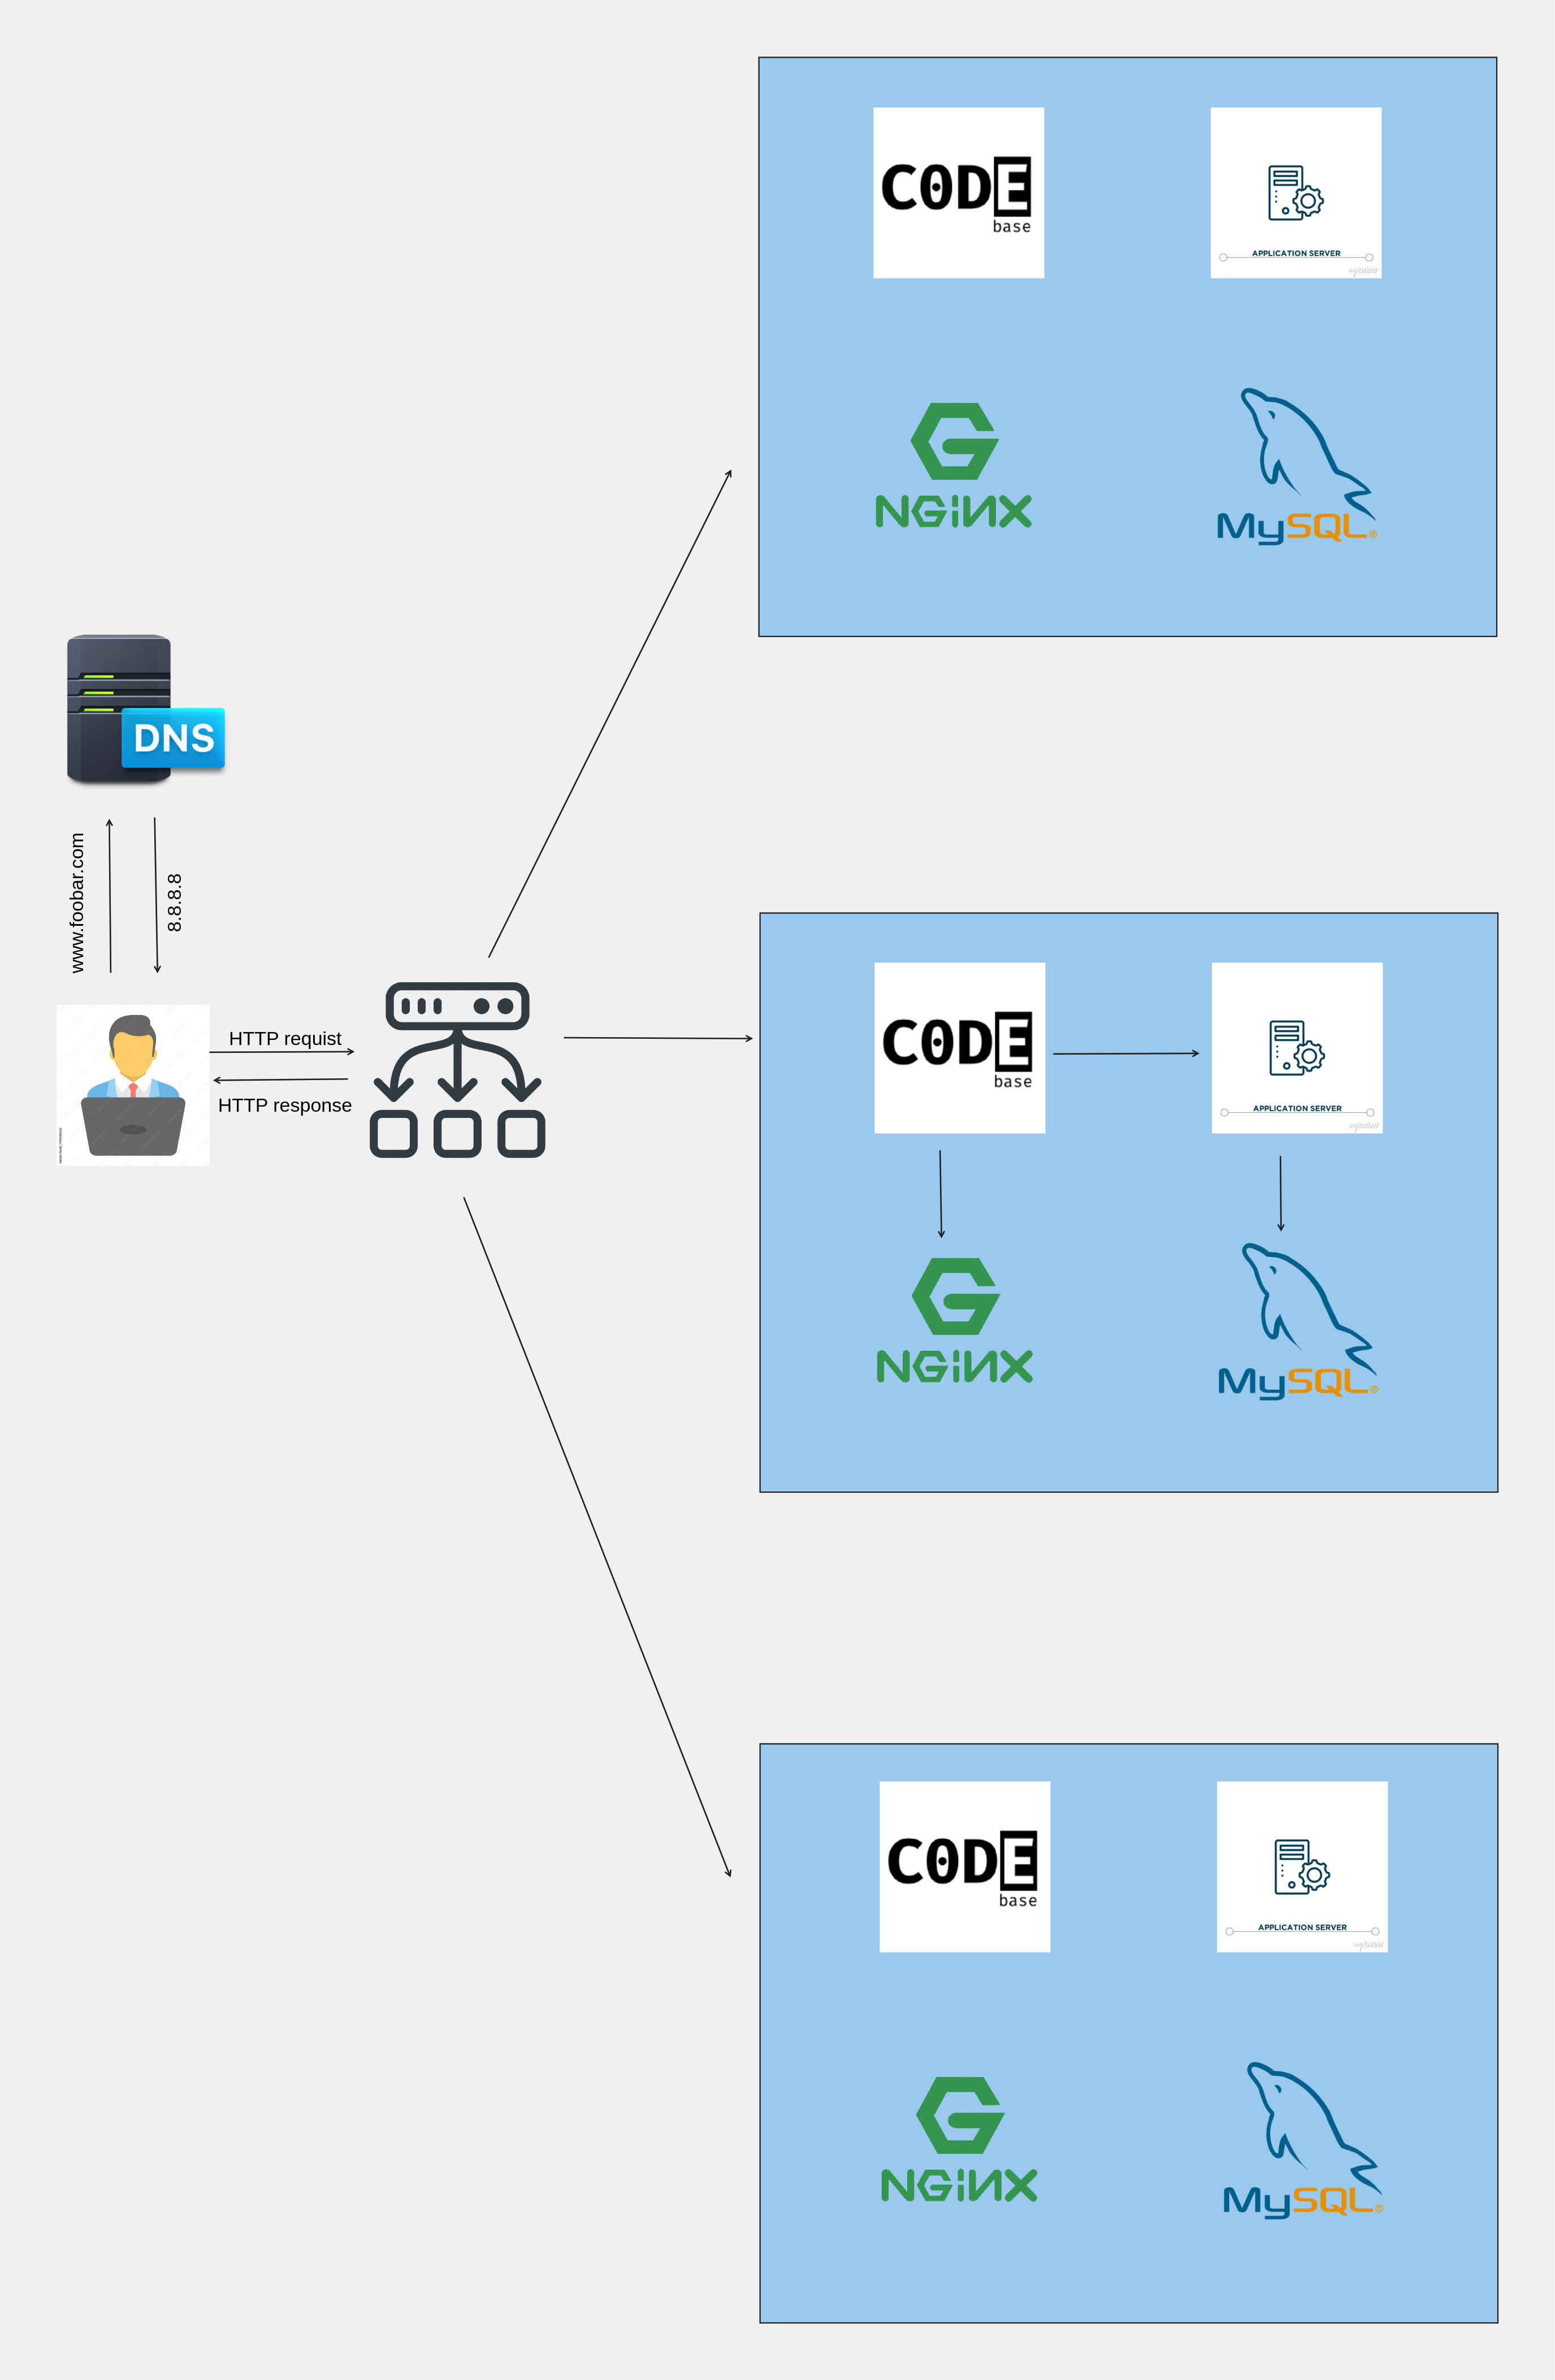 CODE
base
APPLICATION SERVER
NGINX
MySQL®
DNS
www.foobar.com
8.8.8.8
HTTP requist
HTTP response
CODE
base
APPLICATION SERVER
NGINX
MySQL®
CODE
base
APPLICATION SERVER
NGINX
MySQL®